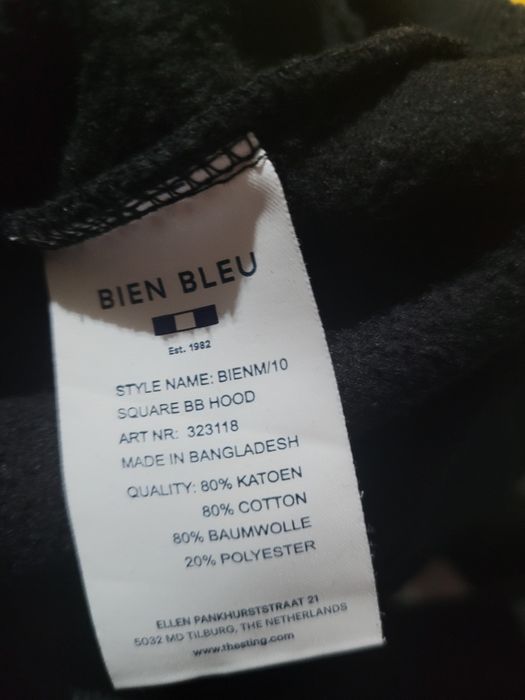 BIEN BLEU
Est. 1982
STYLE NAME: BIENM/10
SQUARE BB HOOD
ART NR: 323118
MADE IN BANGLADESH
QUALITY: 80% KATOEN
80% COTTON
80% BAUMWOLLE
20% POLYESTER
ELLEN PANKHURSTSTRAAT 21
5032 MD TILBURG, THE NETHERLANDS
www.thesting.com